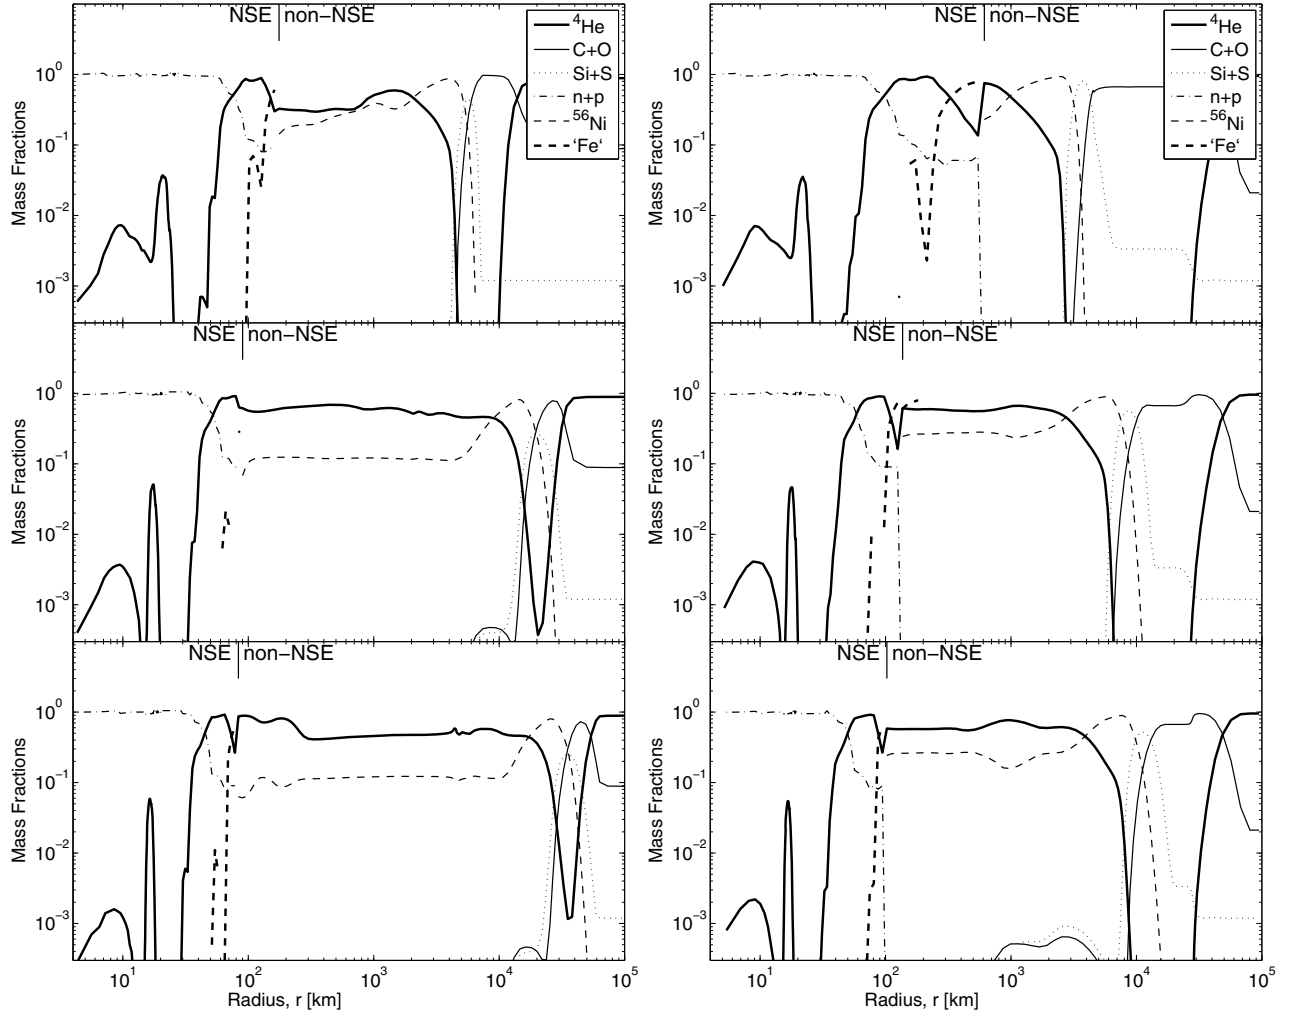 NSE non−NSE
⁴He
C+O
Si+S
n+p
⁵⁶Ni
‘Fe‘
10⁰
10⁻¹
10⁻²
10⁻³
Mass Fractions
NSE non−NSE
⁴He
C+O
Si+S
n+p
⁵⁶Ni
‘Fe‘
10⁰
10⁻¹
10⁻²
10⁻³
Mass Fractions
NSE non−NSE
10⁰
10⁻¹
10⁻²
10⁻³
Mass Fractions
NSE non−NSE
10⁰
10⁻¹
10⁻²
10⁻³
Mass Fractions
NSE non−NSE
10⁰
10⁻¹
10⁻²
10⁻³
Mass Fractions
10¹ 10² 10³ 10⁴ 10⁵
Radius, r [km]
NSE non−NSE
10⁰
10⁻¹
10⁻²
10⁻³
Mass Fractions
10¹ 10² 10³ 10⁴ 10⁵
Radius, r [km]